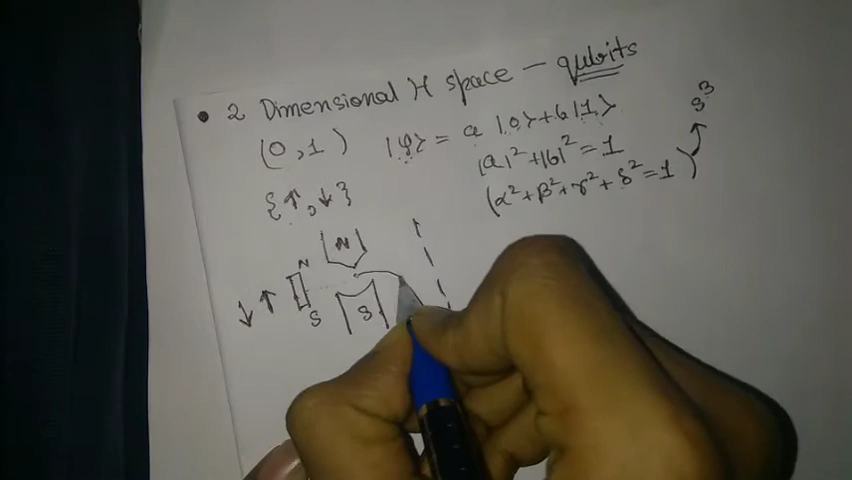 • 2 Dimensional H space – qubits
(0,1) |ψ> = a |0>+b|1>
|a|²+|b|²=1
(α²+β²+γ²+δ²=1) → S³
{↑,↓}
N
N
↓ ↑
S
S